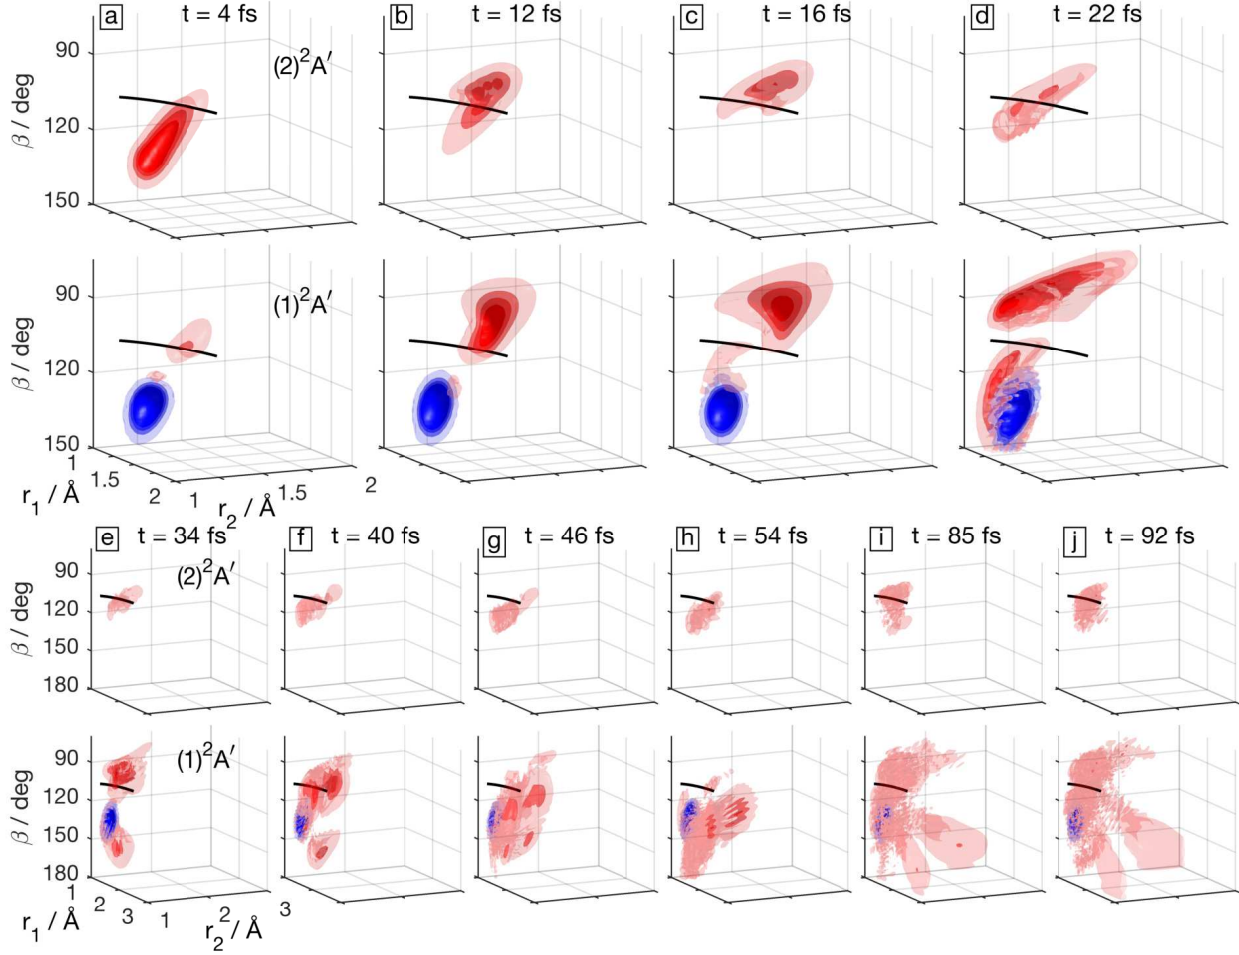 a t = 4 fs b t = 12 fs c t = 16 fs d t = 22 fs
(2)²A′
β / deg
90
120
150
(1)²A′
β / deg
90
120
150
1
1.5
2
r₁ / Å
1
1.5
2
r₂ / Å
e t = 34 fs f t = 40 fs g t = 46 fs h t = 54 fs i t = 85 fs j t = 92 fs
(2)²A′
β / deg
90
120
150
180
(1)²A′
β / deg
90
120
150
180
1
2
3
r₁ / Å
1
2
3
r₂ / Å